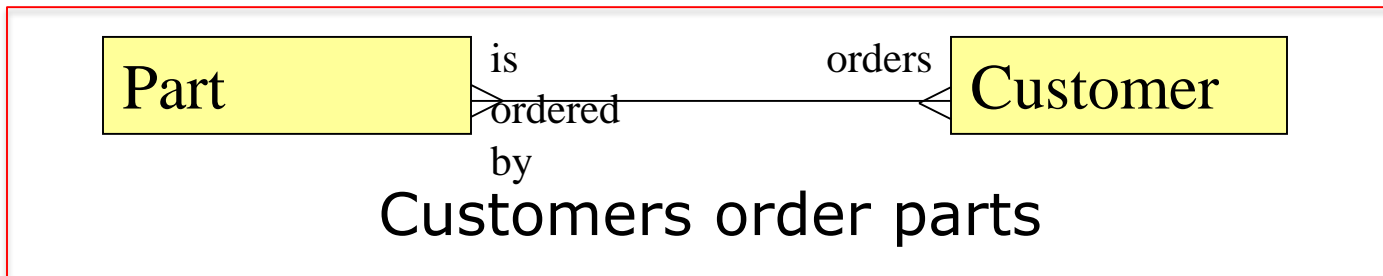 Part
is
ordered
by
orders
Customer
Customers order parts